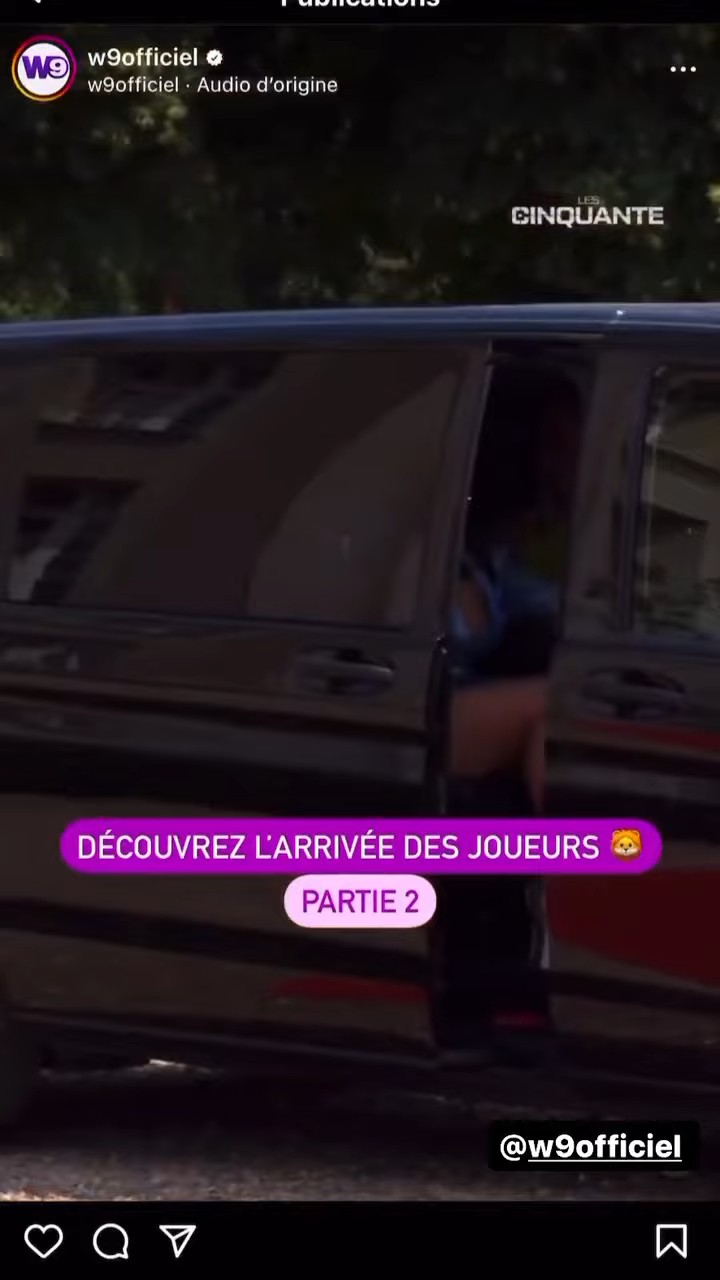 Publications
w9officiel
w9officiel · Audio d’origine
W9
LES
CINQUANTE
DÉCOUVREZ L’ARRIVÉE DES JOUEURS 🦁
PARTIE 2
@w9officiel